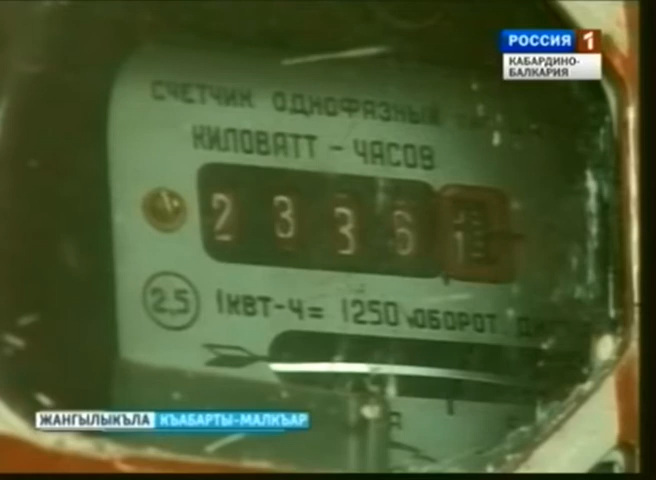 РОССИЯ 1
КАБАРДИНО-
БАЛКАРИЯ
СЧЕТЧИК ОДНОФАЗНЫЙ
КИЛОВАТТ - ЧАСОВ
2 3 3 6 1
2,5
1КВТ-Ч = 1250 ОБОРОТ.
ЖАНГЫЛЫКЪЛА КЪАБАРТЫ-МАЛКЪАР